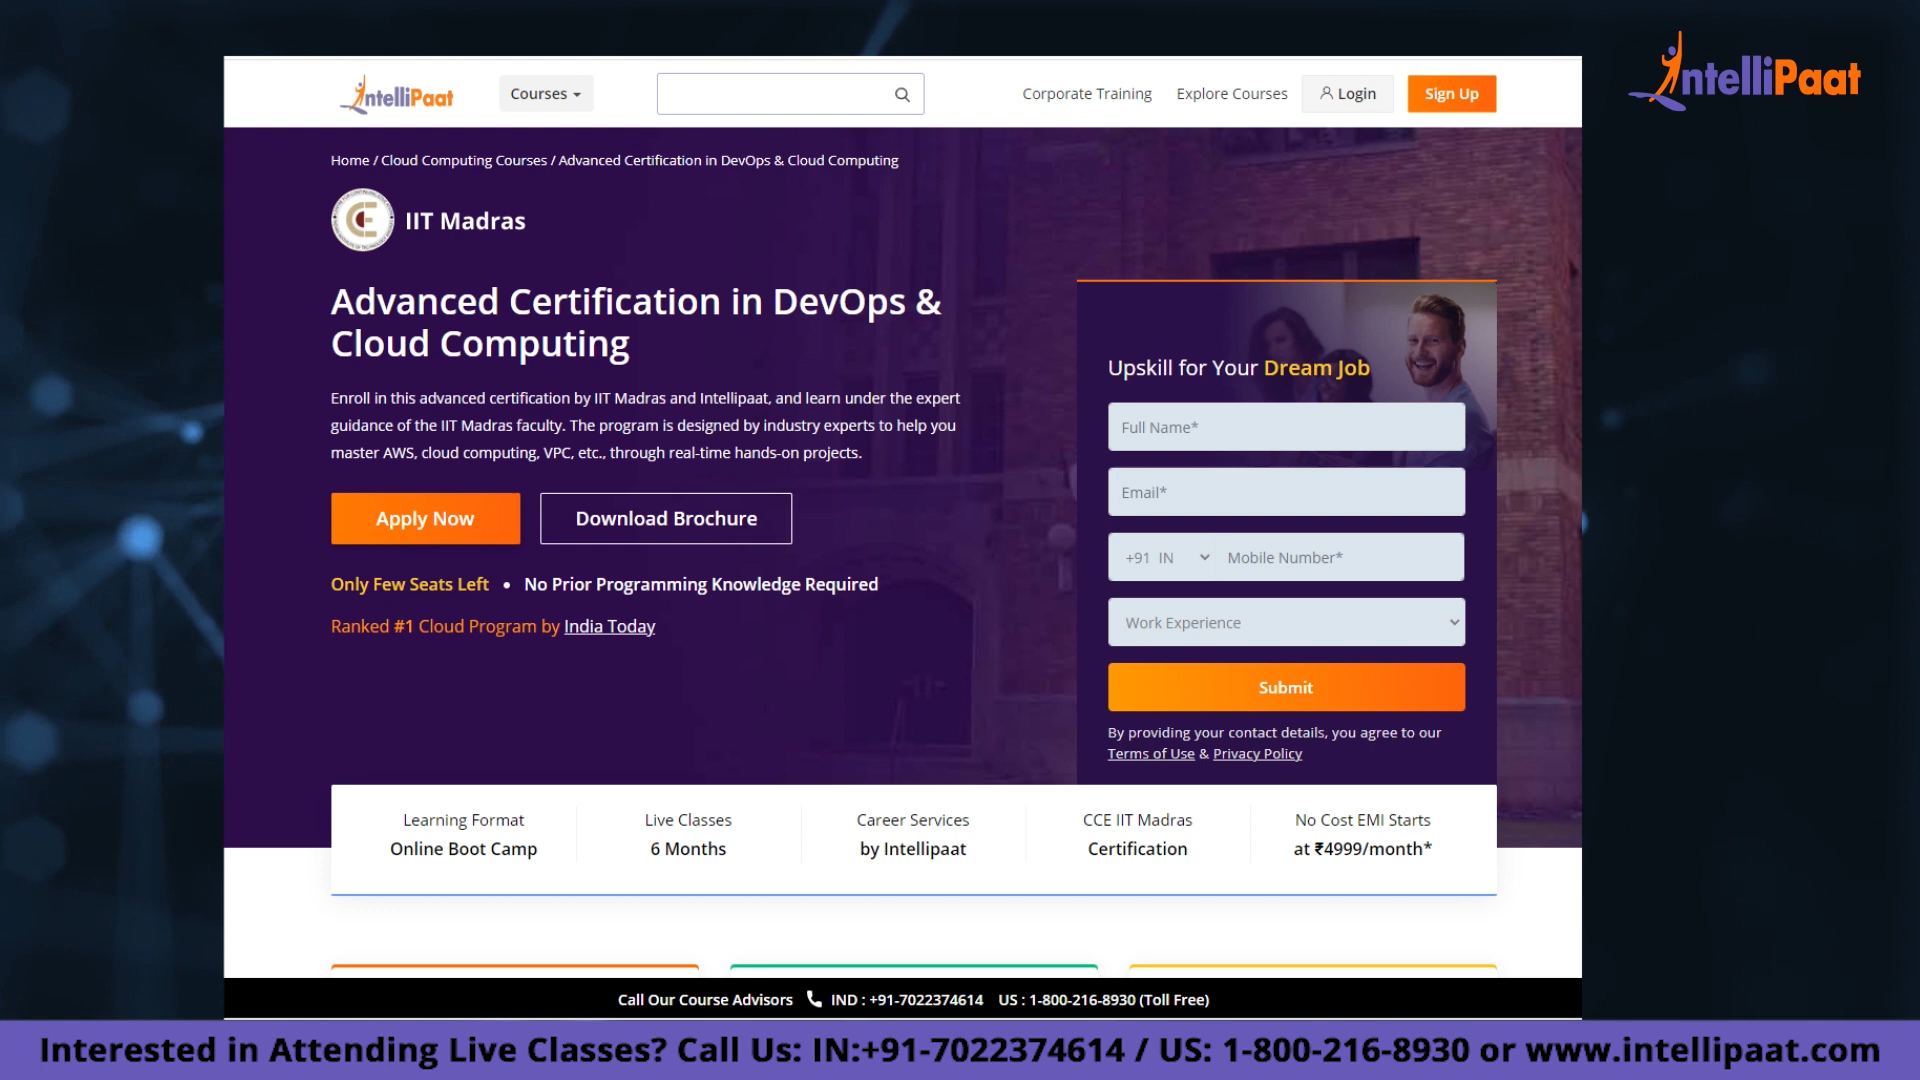 IntelliPaat
IntelliPaat
Courses
Corporate Training
Explore Courses
Login
Sign Up
Home / Cloud Computing Courses / Advanced Certification in DevOps & Cloud Computing
IIT Madras
Advanced Certification in DevOps &
Cloud Computing
Enroll in this advanced certification by IIT Madras and Intellipaat, and learn under the expert
guidance of the IIT Madras faculty. The program is designed by industry experts to help you
master AWS, cloud computing, VPC, etc., through real-time hands-on projects.
Apply Now
Download Brochure
Only Few Seats Left • No Prior Programming Knowledge Required
Ranked #1 Cloud Program by India Today
Upskill for Your Dream Job
Full Name*
Email*
+91 IN
Mobile Number*
Work Experience
Submit
By providing your contact details, you agree to our
Terms of Use & Privacy Policy
Learning Format
Online Boot Camp
Live Classes
6 Months
Career Services
by Intellipaat
CCE IIT Madras
Certification
No Cost EMI Starts
at ₹4999/month*
Call Our Course Advisors IND : +91-7022374614 US : 1-800-216-8930 (Toll Free)
Interested in Attending Live Classes? Call Us: IN:+91-7022374614 / US: 1-800-216-8930 or www.intellipaat.com